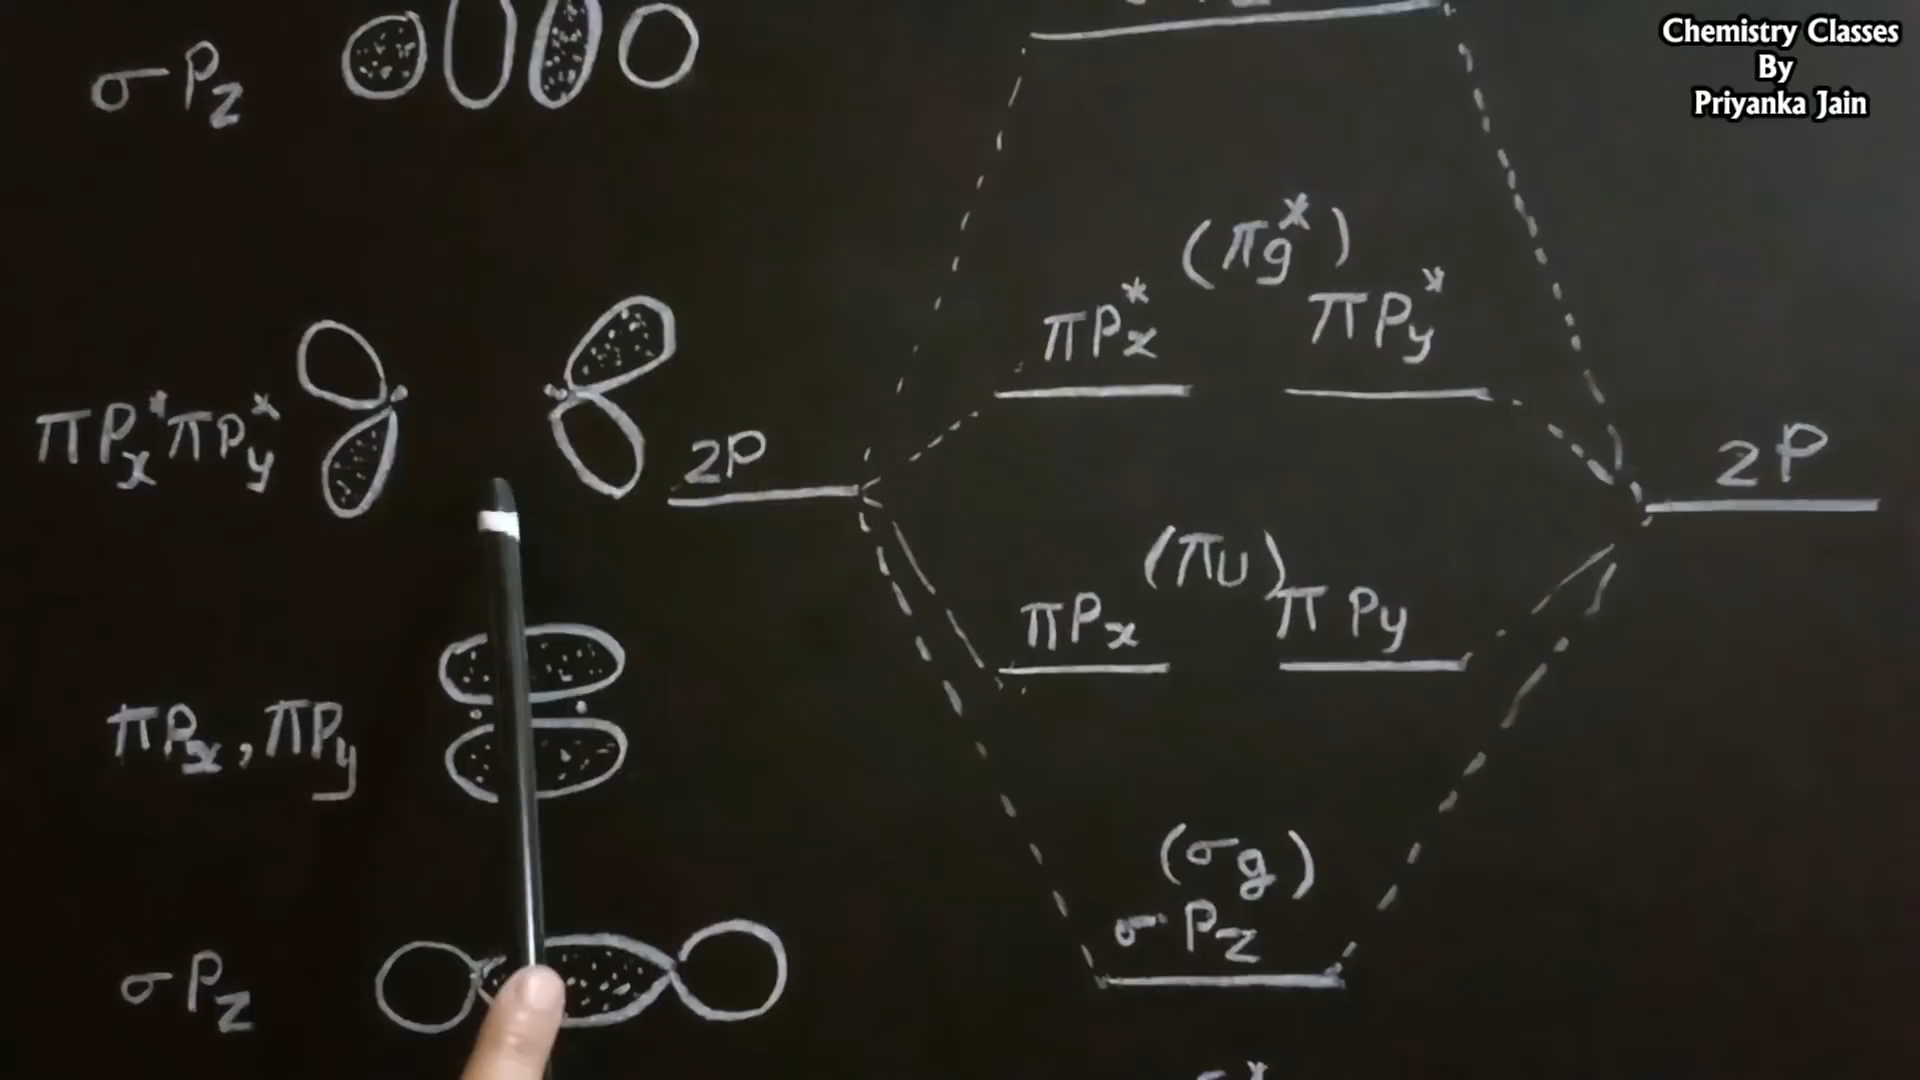 Chemistry Classes
By
Priyanka Jain
σ Pz
(πg*)
πPx* πPy*
πPx* πPy*
2P
2P
(πu)
πPx πPy
πPx, πPy
(σg)
σ Pz
σ Pz